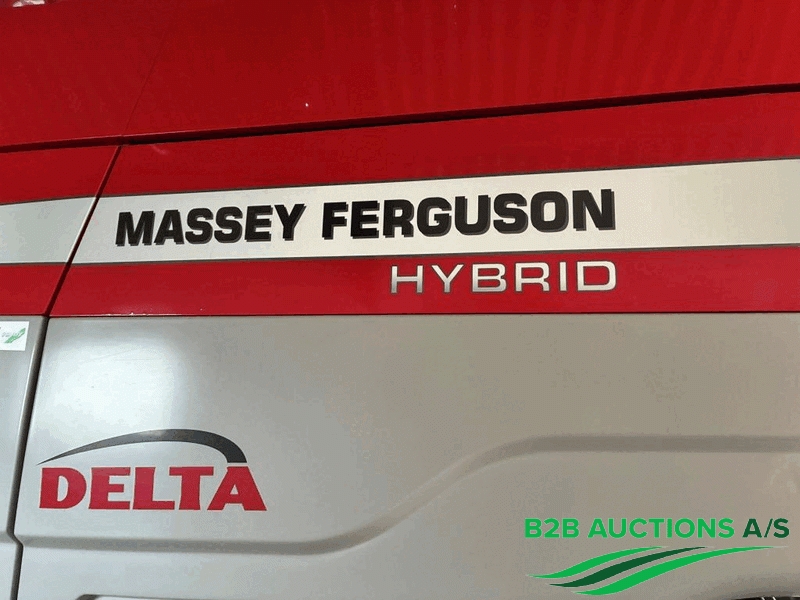 MASSEY FERGUSON
HYBRID
DELTA
B2B AUCTIONS A/S